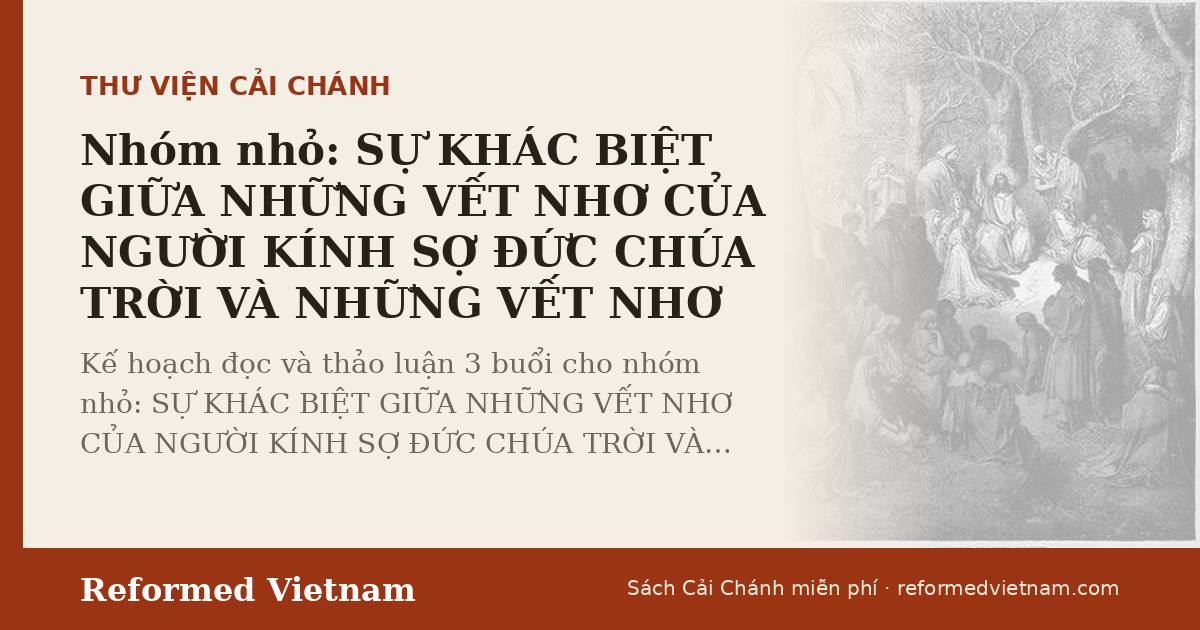 THƯ VIỆN CẢI CHÁNH
Nhóm nhỏ: SỰ KHÁC BIỆT
GIỮA NHỮNG VẾT NHƠ CỦA
NGƯỜI KÍNH SỢ ĐỨC CHÚA
TRỜI VÀ NHỮNG VẾT NHƠ
Kế hoạch đọc và thảo luận 3 buổi cho nhóm
nhỏ: SỰ KHÁC BIỆT GIỮA NHỮNG VẾT NHƠ
CỦA NGƯỜI KÍNH SỢ ĐỨC CHÚA TRỜI VÀ...
Reformed Vietnam
Sách Cải Chánh miễn phí · reformedvietnam.com